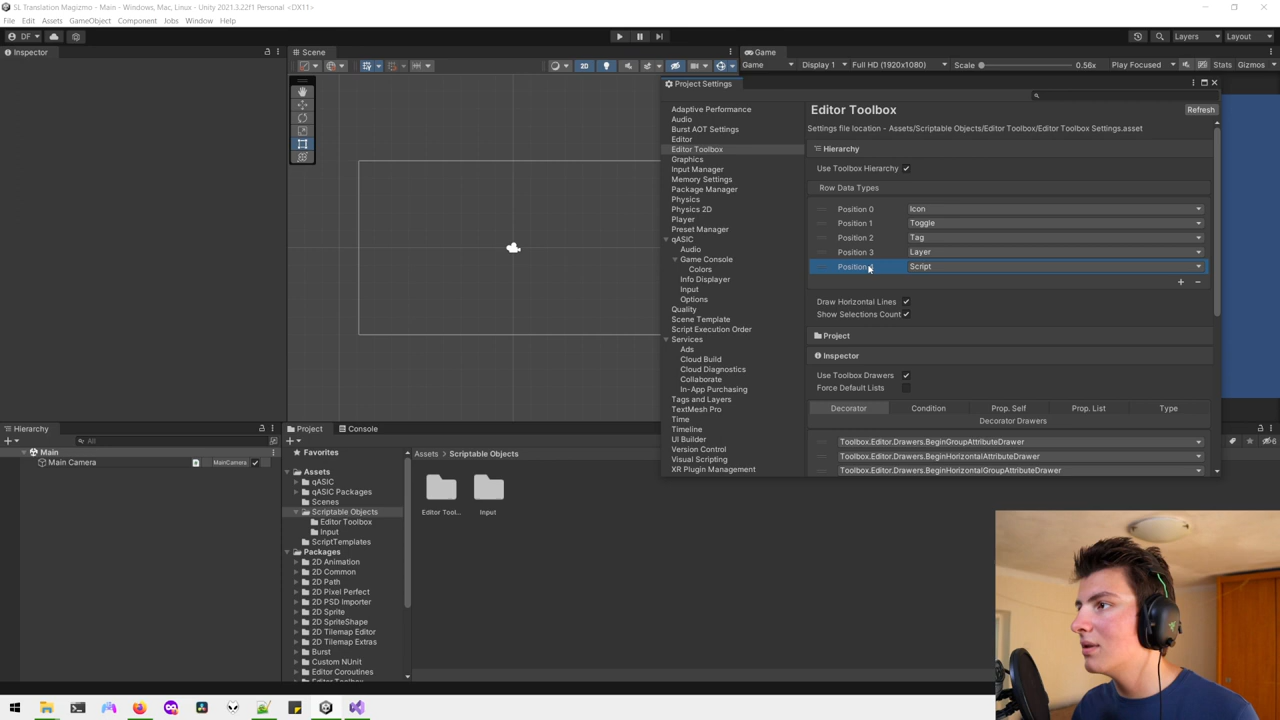 SL Translation Magizmo - Main - Windows, Mac, Linux - Unity 2021.3.22f1 Personal <DX11>
File Edit Assets GameObject Component Jobs Window Help
DF Layers Layout
Inspector
Scene
2D
Game
Game Display 1 Full HD (1920x1080) Scale 0.56x Play Focused Stats Gizmos
Project Settings
Adaptive Performance
Audio
Burst AOT Settings
Editor
Editor Toolbox
Graphics
Input Manager
Memory Settings
Package Manager
Physics
Physics 2D
Player
Preset Manager
qASIC
Audio
Game Console
Colors
Info Displayer
Input
Options
Quality
Scene Template
Script Execution Order
Services
Ads
Cloud Build
Cloud Diagnostics
Collaborate
In-App Purchasing
Tags and Layers
TextMesh Pro
Time
Timeline
UI Builder
Version Control
Visual Scripting
XR Plugin Management
Editor Toolbox
Refresh
Settings file location - Assets/Scriptable Objects/Editor Toolbox/Editor Toolbox Settings.asset
Hierarchy
Use Toolbox Hierarchy
Row Data Types
Position 0 Icon
Position 1 Toggle
Position 2 Tag
Position 3 Layer
Position Script
Draw Horizontal Lines
Show Selections Count
Project
Inspector
Use Toolbox Drawers
Force Default Lists
Decorator Condition Prop. Self Prop. List Type
Decorator Drawers
Toolbox.Editor.Drawers.BeginGroupAttributeDrawer
Toolbox.Editor.Drawers.BeginHorizontalAttributeDrawer
Toolbox.Editor.Drawers.BeginHorizontalGroupAttributeDrawer
Hierarchy
All
Main
Main Camera MainCamera
Project Console
6
Favorites
Assets
qASIC
qASIC Packages
Scenes
Scriptable Objects
Editor Toolbox
Input
ScriptTemplates
Packages
2D Animation
2D Common
2D Path
2D Pixel Perfect
2D PSD Importer
2D Sprite
2D SpriteShape
2D Tilemap Editor
2D Tilemap Extras
Burst
Custom NUnit
Editor Coroutines
Assets > Scriptable Objects
Editor Tool...
Input